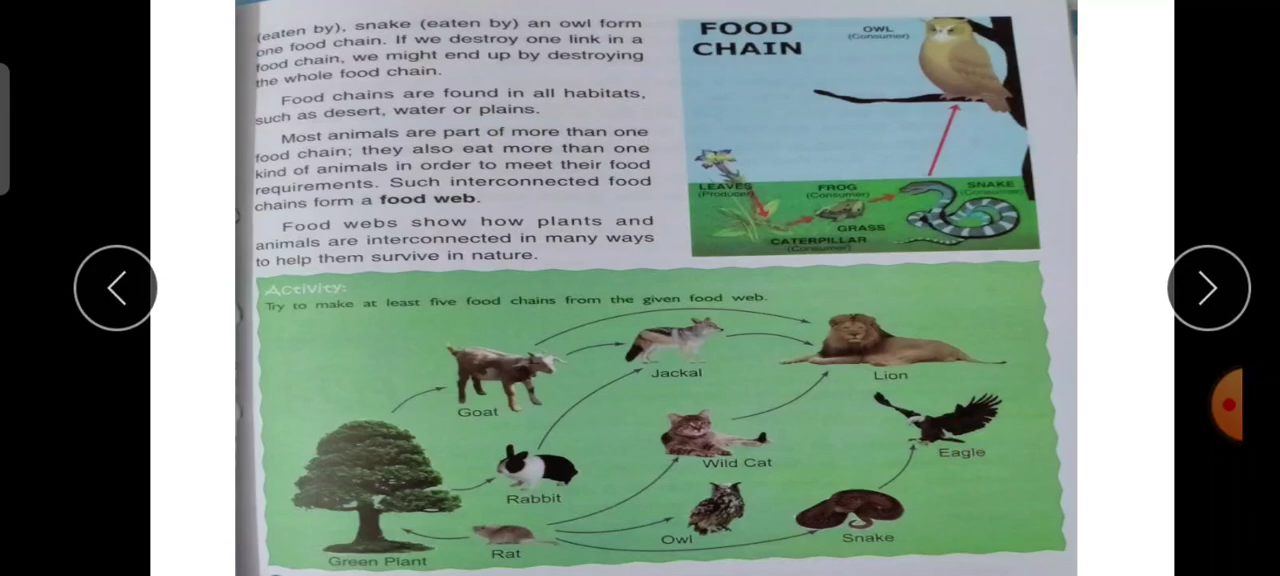 (eaten by), snake (eaten by) an owl form
one food chain. If we destroy one link in a
food chain, we might end up by destroying
the whole food chain.
Food chains are found in all habitats,
such as desert, water or plains.
Most animals are part of more than one
food chain; they also eat more than one
kind of animals in order to meet their food
requirements. Such interconnected food
chains form a food web.
Food webs show how plants and
animals are interconnected in many ways
to help them survive in nature.
FOOD
CHAIN
OWL
(Consumer)
LEAVES
(Producer)
FROG
(Consumer)
SNAKE
(Consumer)
GRASS
CATERPILLAR
(Consumer)
Activity:
Try to make at least five food chains from the given food web.
Goat
Jackal
Lion
Rabbit
Wild Cat
Eagle
Green Plant
Rat
Owl
Snake